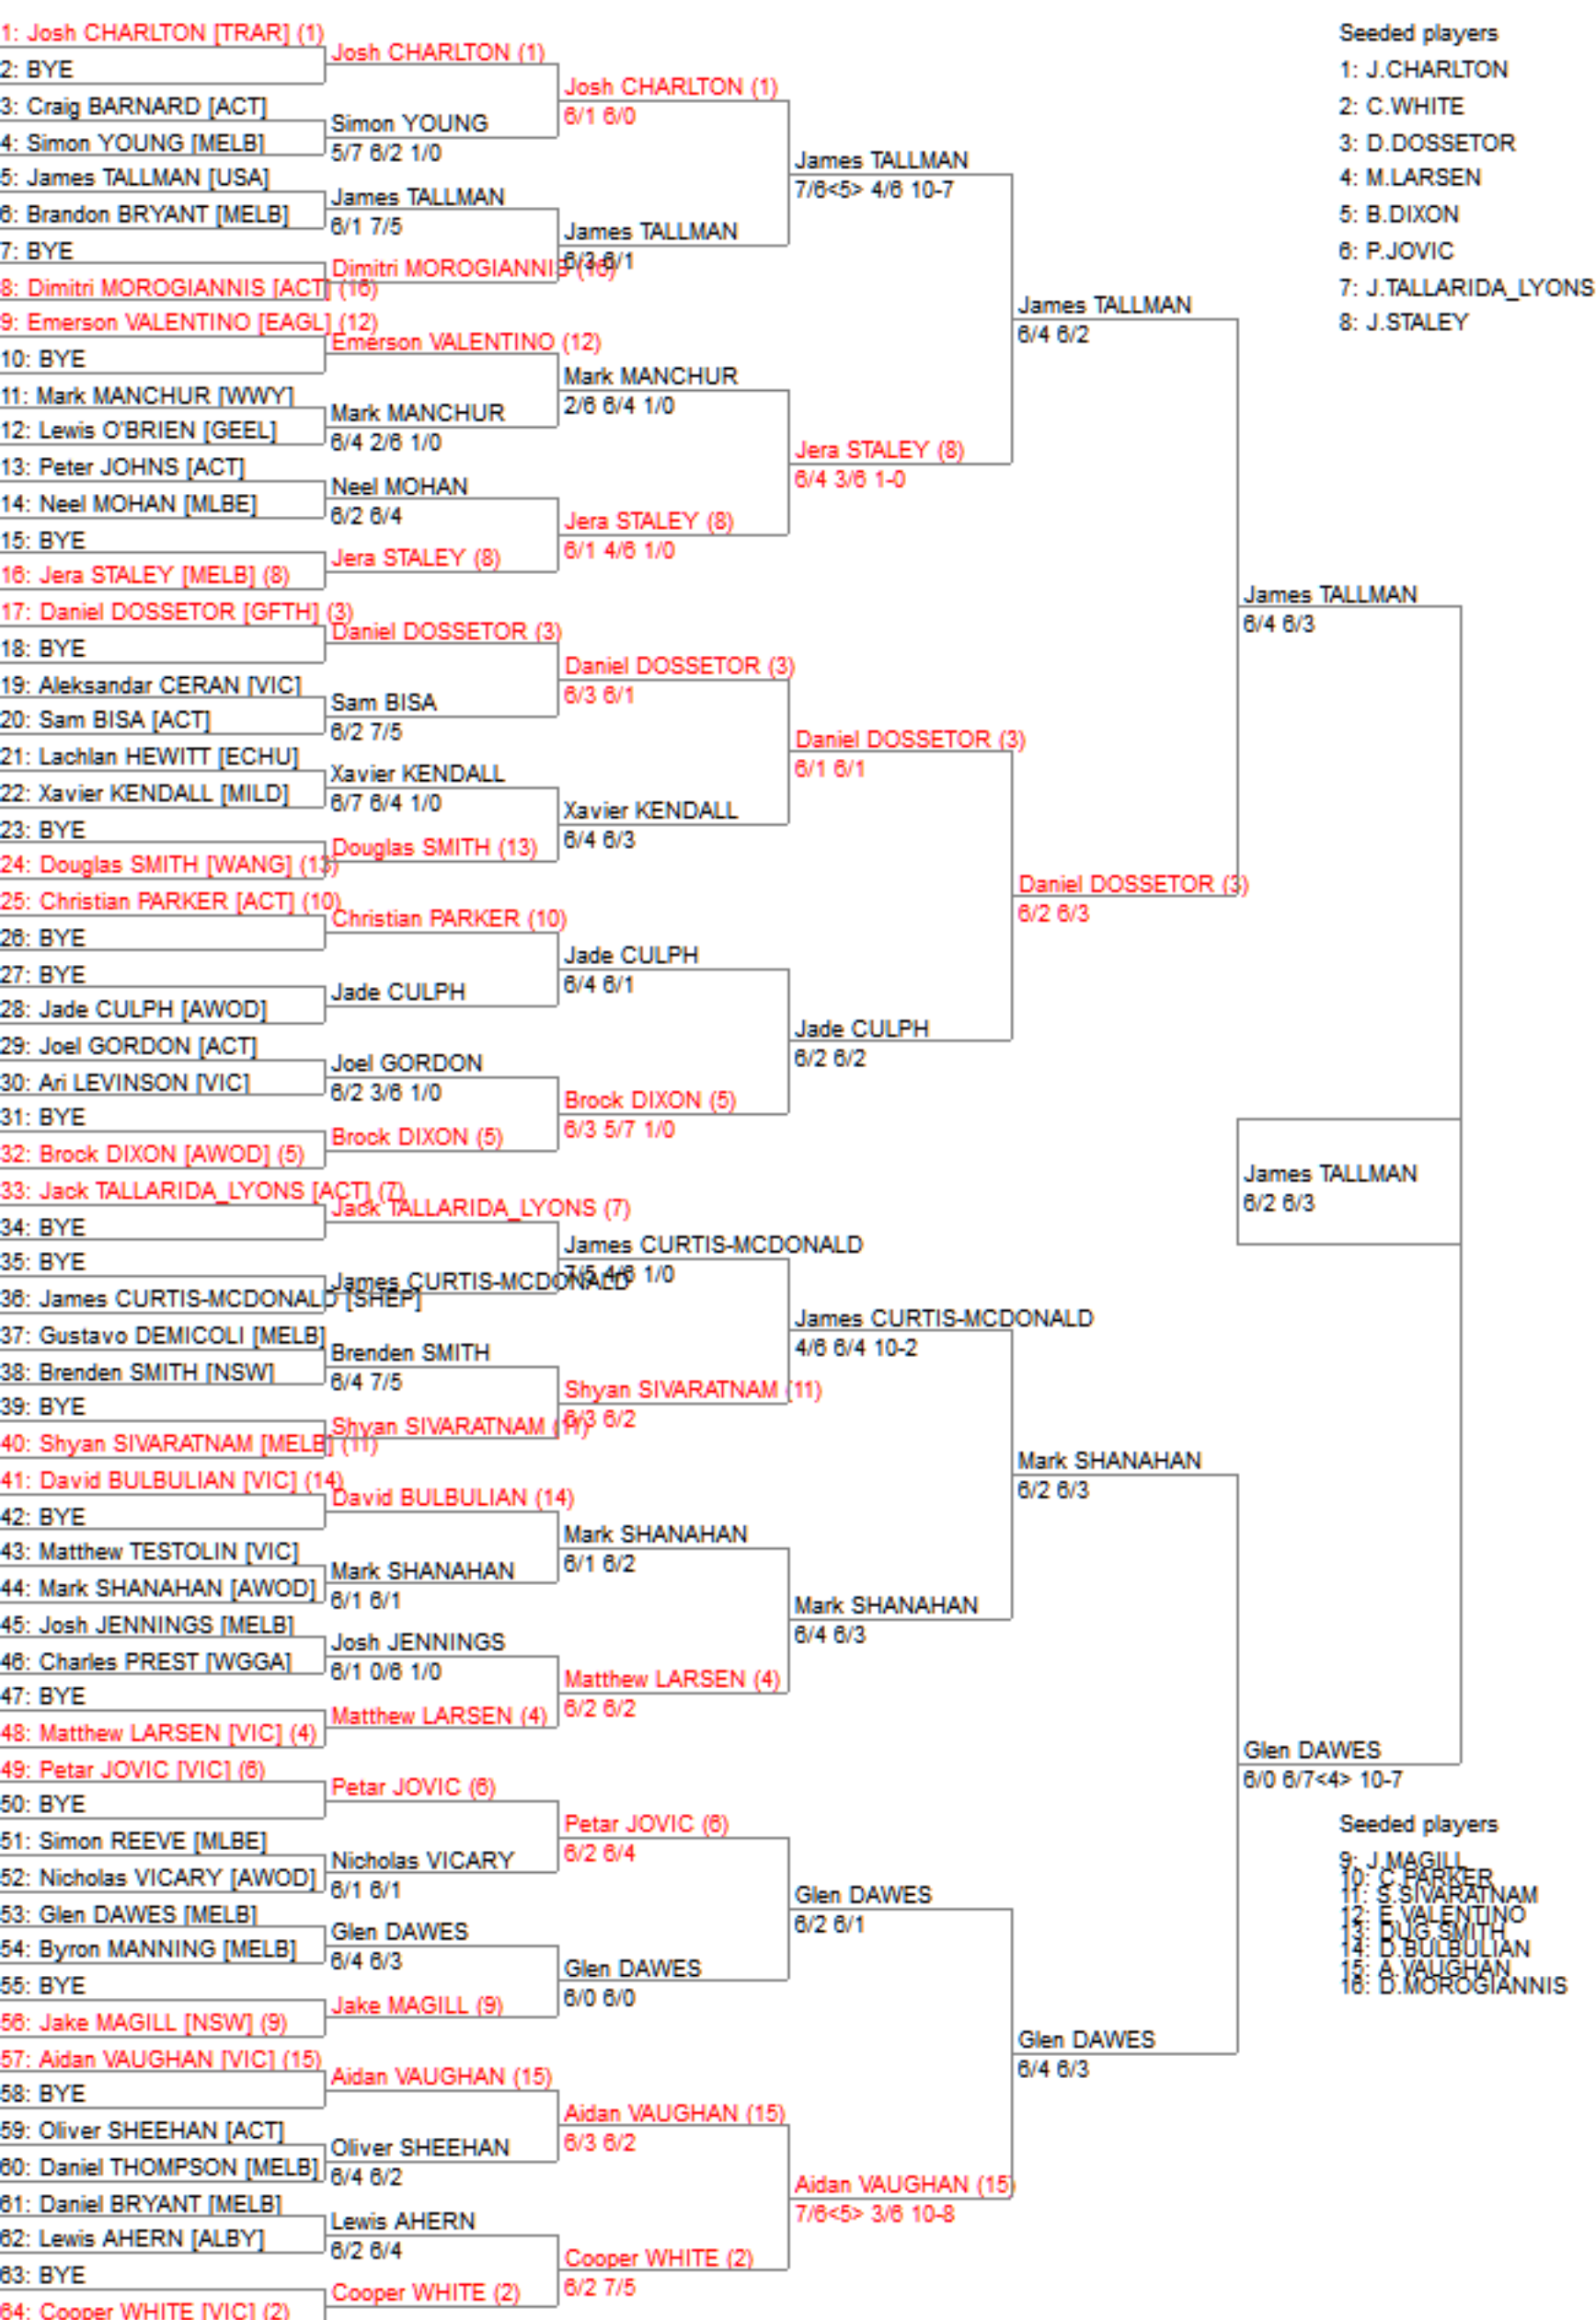 1: Josh CHARLTON [TRAR] (1)
2: BYE
3: Craig BARNARD [ACT]
4: Simon YOUNG [MELB]
5: James TALLMAN [USA]
6: Brandon BRYANT [MELB]
7: BYE
8: Dimitri MOROGIANNIS [ACT] (16)
9: Emerson VALENTINO [EAGL] (12)
10: BYE
11: Mark MANCHUR [WWY]
12: Lewis O'BRIEN [GEEL]
13: Peter JOHNS [ACT]
14: Neel MOHAN [MLBE]
15: BYE
16: Jera STALEY [MELB] (8)
17: Daniel DOSSETOR [GFTH] (3)
18: BYE
19: Aleksandar CERAN [VIC]
20: Sam BISA [ACT]
21: Lachlan HEWITT [ECHU]
22: Xavier KENDALL [MILD]
23: BYE
24: Douglas SMITH [WANG] (13)
25: Christian PARKER [ACT] (10)
26: BYE
27: BYE
28: Jade CULPH [AWOD]
29: Joel GORDON [ACT]
30: Ari LEVINSON [VIC]
31: BYE
32: Brock DIXON [AWOD] (5)
33: Jack TALLARIDA_LYONS [ACT] (7)
34: BYE
35: BYE
36: James CURTIS-MCDONALD [SHEP]
37: Gustavo DEMICOLI [MELB]
38: Brenden SMITH [NSW]
39: BYE
40: Shyan SIVARATNAM [MELB] (11)
41: David BULBULIAN [VIC] (14)
42: BYE
43: Matthew TESTOLIN [VIC]
44: Mark SHANAHAN [AWOD]
45: Josh JENNINGS [MELB]
46: Charles PREST [WGGA]
47: BYE
48: Matthew LARSEN [VIC] (4)
49: Petar JOVIC [VIC] (6)
50: BYE
51: Simon REEVE [MLBE]
52: Nicholas VICARY [AWOD]
53: Glen DAWES [MELB]
54: Byron MANNING [MELB]
55: BYE
56: Jake MAGILL [NSW] (9)
57: Aidan VAUGHAN [VIC] (15)
58: BYE
59: Oliver SHEEHAN [ACT]
60: Daniel THOMPSON [MELB]
61: Daniel BRYANT [MELB]
62: Lewis AHERN [ALBY]
63: BYE
64: Cooper WHITE [VIC] (2)
Josh CHARLTON (1)
Simon YOUNG
5/7 6/2 1/0
James TALLMAN
6/1 7/5
Dimitri MOROGIANNIS (16)
Emerson VALENTINO (12)
Mark MANCHUR
6/4 2/6 1/0
Neel MOHAN
6/2 6/4
Jera STALEY (8)
Daniel DOSSETOR (3)
Sam BISA
6/2 7/5
Xavier KENDALL
6/7 6/4 1/0
Douglas SMITH (13)
Christian PARKER (10)
Jade CULPH
Joel GORDON
6/2 3/6 1/0
Brock DIXON (5)
Jack TALLARIDA_LYONS (7)
James CURTIS-MCDONALD
Brenden SMITH
6/4 7/5
Shyan SIVARATNAM (11)
David BULBULIAN (14)
Mark SHANAHAN
6/1 6/1
Josh JENNINGS
6/1 0/6 1/0
Matthew LARSEN (4)
Petar JOVIC (6)
Nicholas VICARY
6/1 6/1
Glen DAWES
6/4 6/3
Jake MAGILL (9)
Aidan VAUGHAN (15)
Oliver SHEEHAN
6/4 6/2
Lewis AHERN
6/2 6/4
Cooper WHITE (2)
Josh CHARLTON (1)
6/1 6/0
James TALLMAN
6/3 6/1
Mark MANCHUR
2/6 6/4 1/0
Jera STALEY (8)
6/1 4/6 1/0
Daniel DOSSETOR (3)
6/3 6/1
Xavier KENDALL
6/4 6/3
Jade CULPH
6/4 6/1
Brock DIXON (5)
6/3 5/7 1/0
James CURTIS-MCDONALD
7/5 4/6 1/0
Shyan SIVARATNAM (11)
6/3 6/2
Mark SHANAHAN
6/1 6/2
Matthew LARSEN (4)
6/2 6/2
Petar JOVIC (6)
6/2 6/4
Glen DAWES
6/0 6/0
Aidan VAUGHAN (15)
6/3 6/2
Cooper WHITE (2)
6/2 7/5
James TALLMAN
7/6<5> 4/6 10-7
Jera STALEY (8)
6/4 3/6 1-0
Daniel DOSSETOR (3)
6/1 6/1
Jade CULPH
6/2 6/2
James CURTIS-MCDONALD
4/6 6/4 10-2
Mark SHANAHAN
6/4 6/3
Glen DAWES
6/2 6/1
Aidan VAUGHAN (15)
7/6<5> 3/6 10-8
James TALLMAN
6/4 6/2
Daniel DOSSETOR (3)
6/2 6/3
Mark SHANAHAN
6/2 6/3
Glen DAWES
6/4 6/3
James TALLMAN
6/4 6/3
James TALLMAN
6/2 6/3
Glen DAWES
6/0 6/7<4> 10-7
Seeded players
1: J.CHARLTON
2: C.WHITE
3: D.DOSSETOR
4: M.LARSEN
5: B.DIXON
6: P.JOVIC
7: J.TALLARIDA_LYONS
8: J.STALEY
Seeded players
9: J.MAGILL
10: C.PARKER
11: S.SIVARATNAM
12: E.VALENTINO
13: DUG.SMITH
14: D.BULBULIAN
15: A.VAUGHAN
16: D.MOROGIANNIS